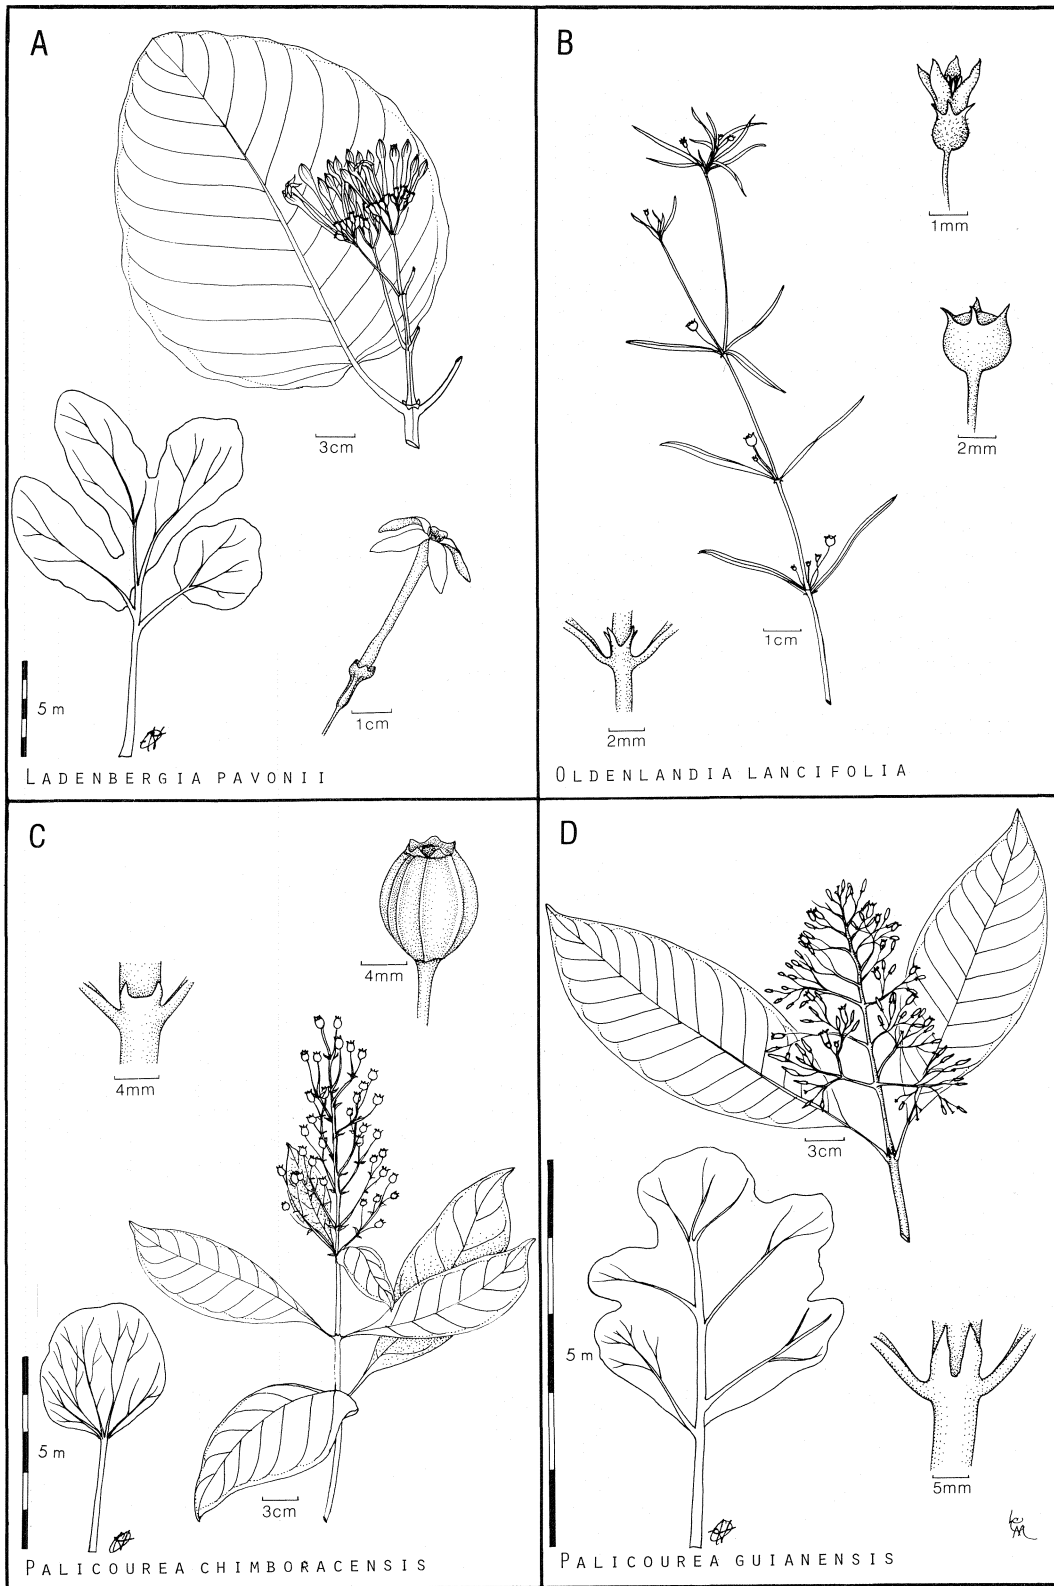 A
3cm
5 m
1cm
LADENBERGIA PAVONII
B
1mm
2mm
1cm
2mm
OLDENLANDIA LANCIFOLIA
C
4mm
4mm
5 m
3cm
PALICOUREA CHIMBORACENSIS
D
3cm
5 m
5mm
PALICOUREA GUIANENSIS